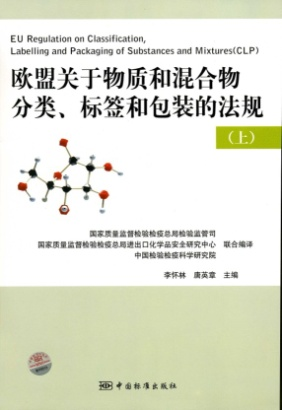 EU Regulation on Classification,
Labelling and Packaging of Substances and Mixtures(CLP)
欧盟关于物质和混合物
分类、标签和包装的法规
(上)
国家质量监督检验检疫总局检验监管司
国家质量监督检验检疫总局进出口化学品安全研究中心 联合编译
中国检验检疫科学研究院
李怀林 唐英章 主编
中国标准出版社